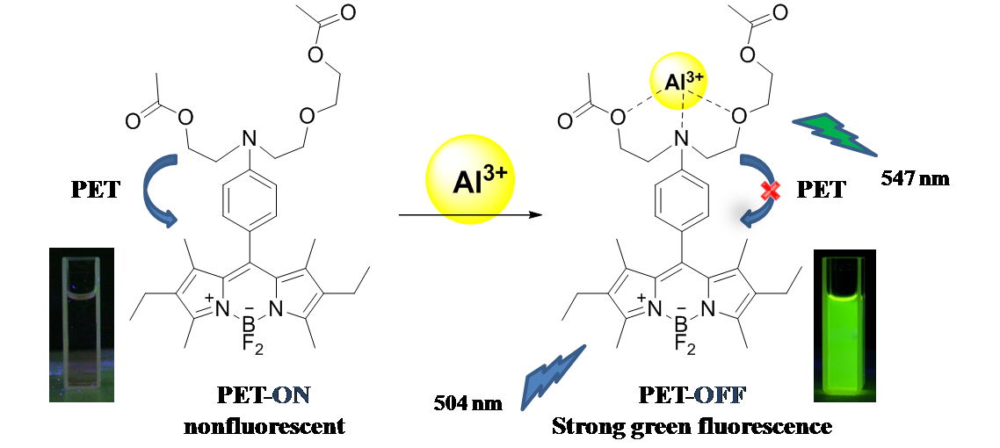 O
O
O
O
O
N
PET
N
+
N
−
B
F2
PET-ON
nonfluorescent
Al3+
O
O
Al3+
O
O
O
N
547 nm
PET
N
+
N
−
B
F2
504 nm
PET-OFF
Strong green fluorescence